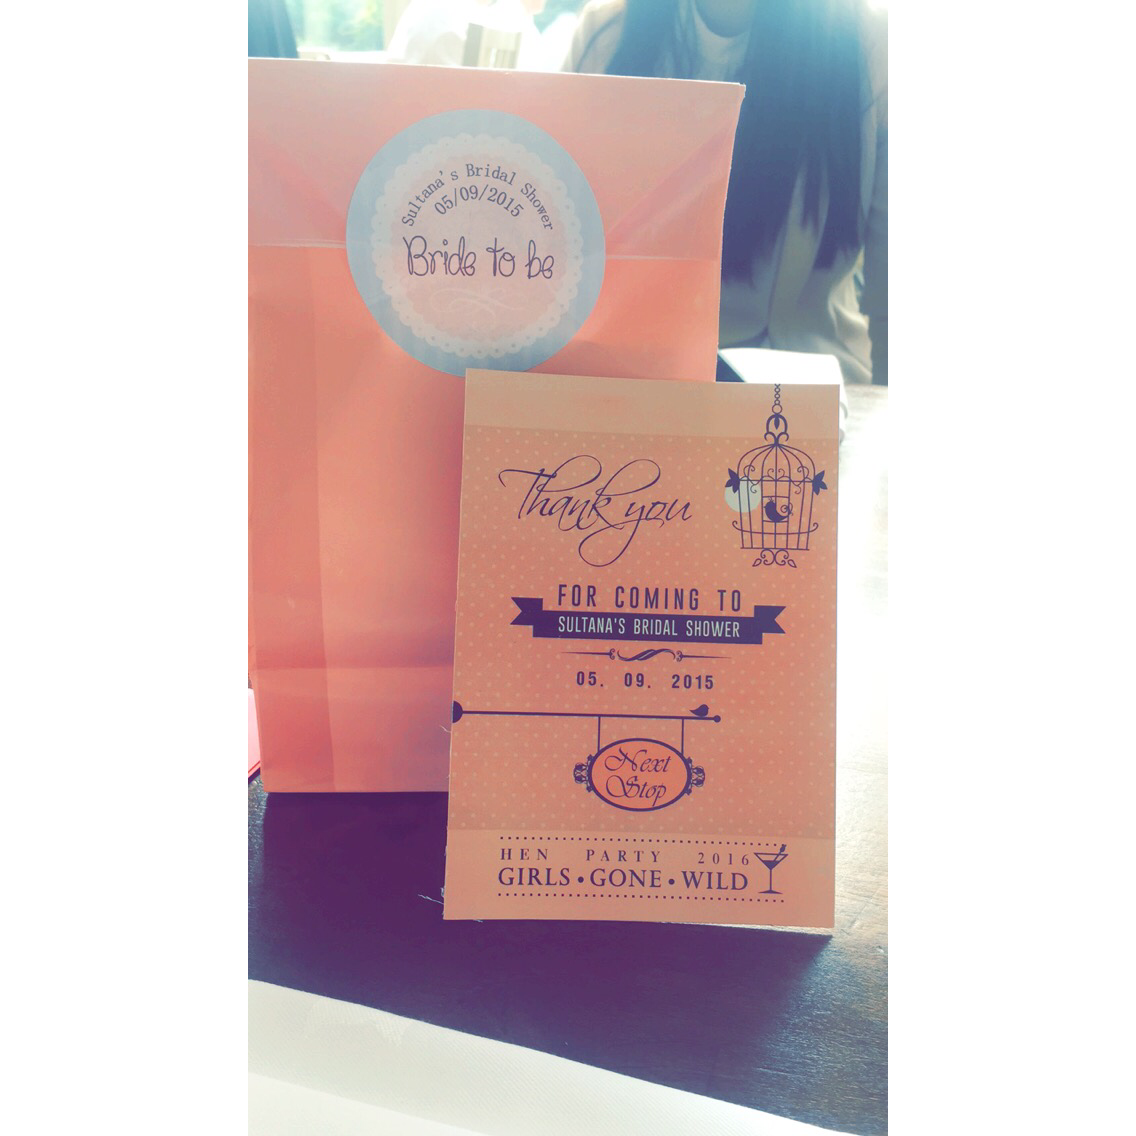 Sultana's Bridal Shower
05/09/2015
Bride to be
Thank you
FOR COMING TO
SULTANA'S BRIDAL SHOWER
05. 09. 2015
Next
Stop
HEN PARTY 2016
GIRLS • GONE • WILD